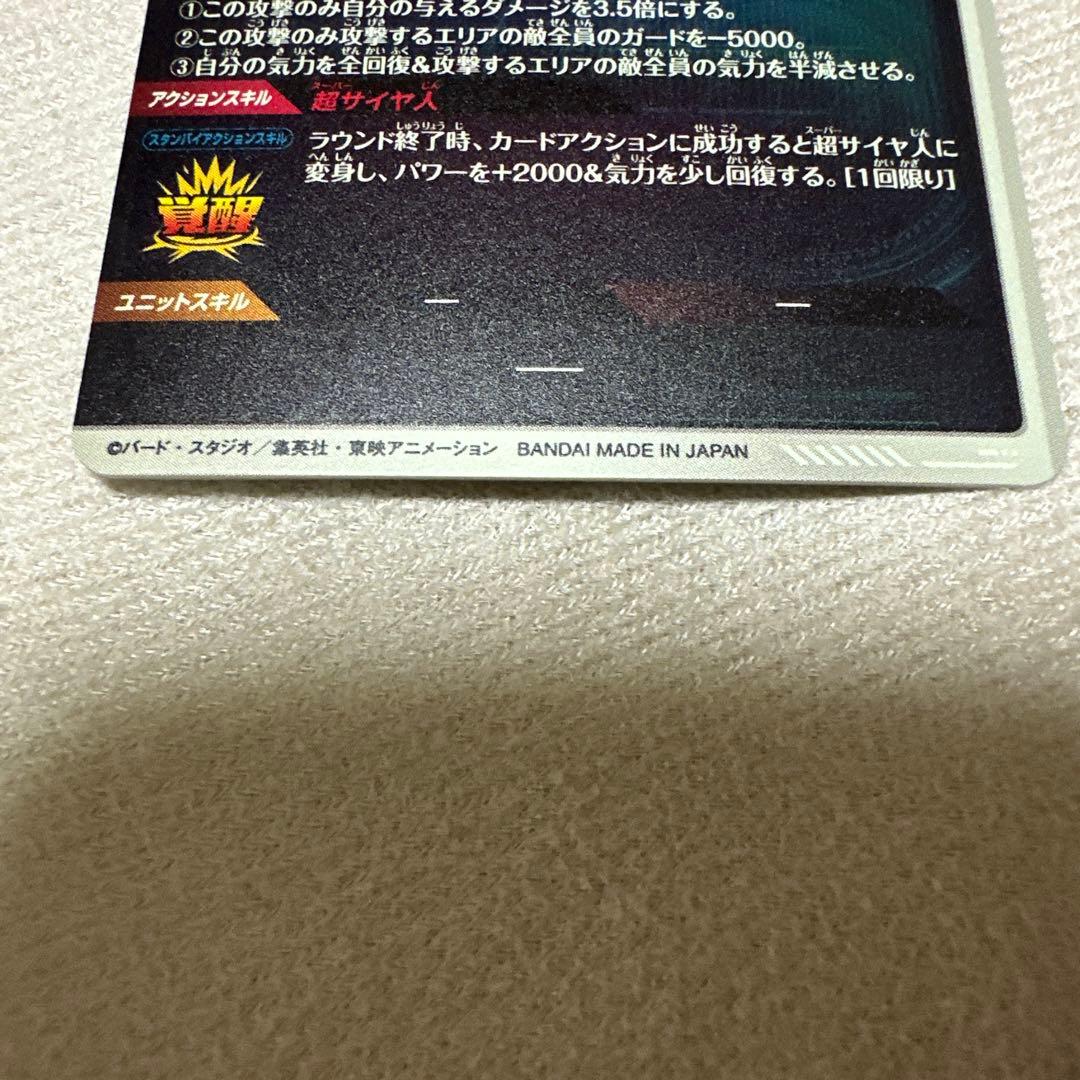 ①この攻撃のみ自分の与えるダメージを3.5倍にする。
②この攻撃のみ攻撃するエリアの敵全員のガードを-5000。
③自分の気力を全回復&攻撃するエリアの敵全員の気力を半減させる。
アクションスキル 超サイヤ人
スタンバイアクションスキル
ラウンド終了時、カードアクションに成功すると超サイヤ人に
変身し、パワーを+2000&気力を少し回復する。[1回限り]
覚醒
ユニットスキル ― ―
―
©バード・スタジオ/集英社・東映アニメーション BANDAI MADE IN JAPAN